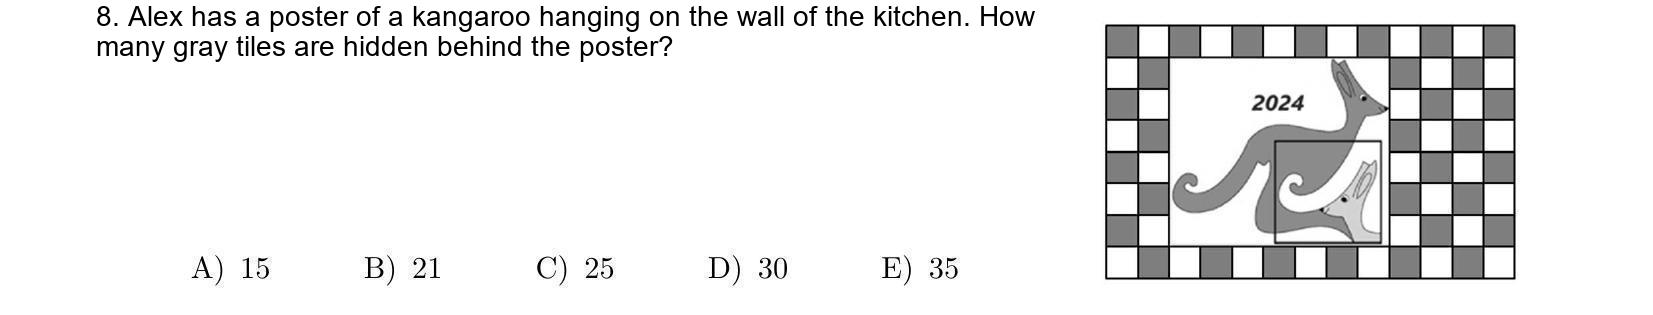 8. Alex has a poster of a kangaroo hanging on the wall of the kitchen. How
many gray tiles are hidden behind the poster?
2024
A) 15 B) 21 C) 25 D) 30 E) 35